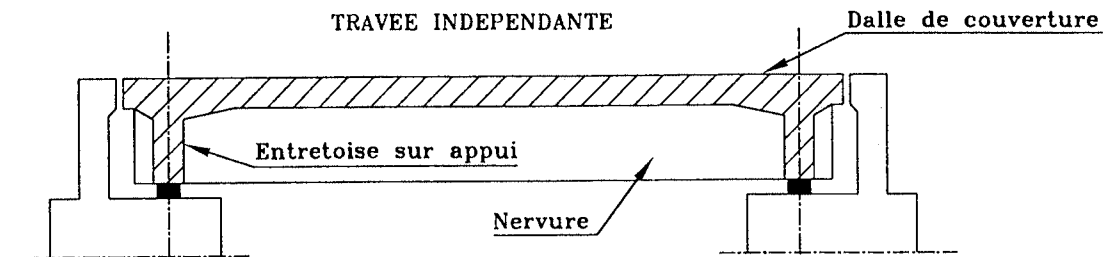 TRAVEE INDEPENDANTE
Dalle de couverture
Entretoise sur appui
Nervure